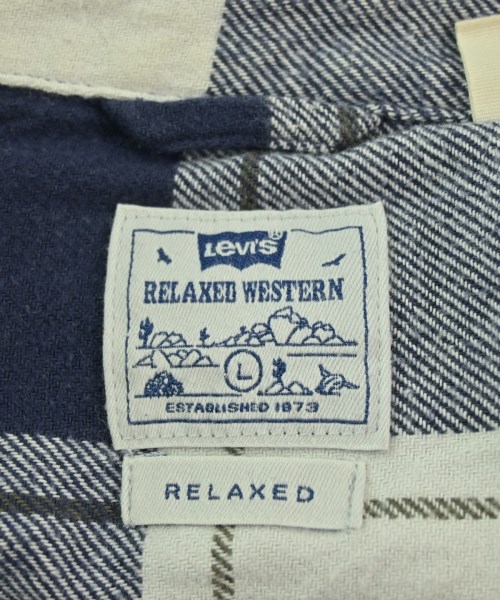 Levi's®
RELAXED WESTERN
L
ESTABLISHED 1873
RELAXED